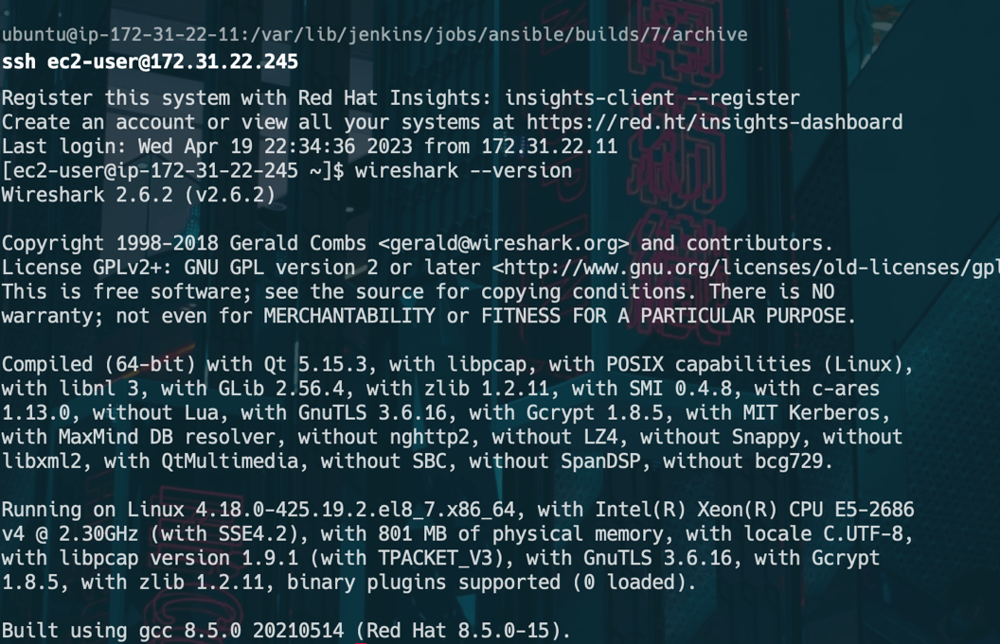 ubuntu@ip-172-31-22-11:/var/lib/jenkins/jobs/ansible/builds/7/archive
ssh ec2-user@172.31.22.245
Register this system with Red Hat Insights: insights-client --register
Create an account or view all your systems at https://red.ht/insights-dashboard
Last login: Wed Apr 19 22:34:36 2023 from 172.31.22.11
[ec2-user@ip-172-31-22-245 ~]$ wireshark --version
Wireshark 2.6.2 (v2.6.2)
Copyright 1998-2018 Gerald Combs <gerald@wireshark.org> and contributors.
License GPLv2+: GNU GPL version 2 or later <http://www.gnu.org/licenses/old-licenses/gpl
This is free software; see the source for copying conditions. There is NO
warranty; not even for MERCHANTABILITY or FITNESS FOR A PARTICULAR PURPOSE.
Compiled (64-bit) with Qt 5.15.3, with libpcap, with POSIX capabilities (Linux),
with libnl 3, with GLib 2.56.4, with zlib 1.2.11, with SMI 0.4.8, with c-ares
1.13.0, without Lua, with GnuTLS 3.6.16, with Gcrypt 1.8.5, with MIT Kerberos,
with MaxMind DB resolver, without nghttp2, without LZ4, without Snappy, without
libxml2, with QtMultimedia, without SBC, without SpanDSP, without bcg729.
Running on Linux 4.18.0-425.19.2.el8_7.x86_64, with Intel(R) Xeon(R) CPU E5-2686
v4 @ 2.30GHz (with SSE4.2), with 801 MB of physical memory, with locale C.UTF-8,
with libpcap version 1.9.1 (with TPACKET_V3), with GnuTLS 3.6.16, with Gcrypt
1.8.5, with zlib 1.2.11, binary plugins supported (0 loaded).
Built using gcc 8.5.0 20210514 (Red Hat 8.5.0-15).